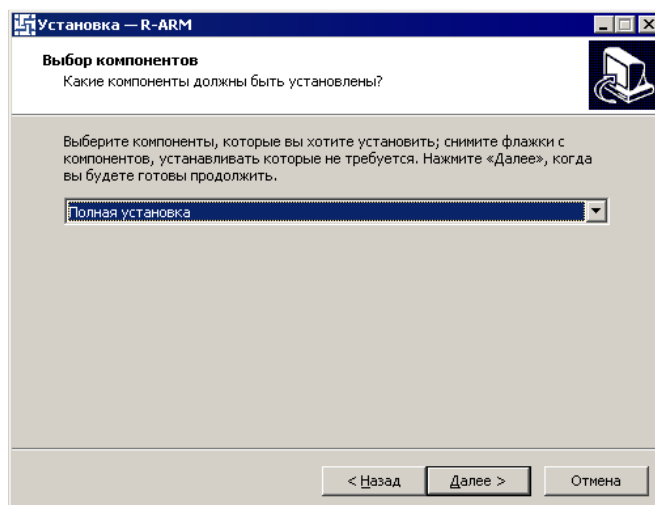 Установка — R-ARM
Выбор компонентов
Какие компоненты должны быть установлены?
Выберите компоненты, которые вы хотите установить; снимите флажки с
компонентов, устанавливать которые не требуется. Нажмите «Далее», когда
вы будете готовы продолжить.
Полная установка
< Назад
Далее >
Отмена